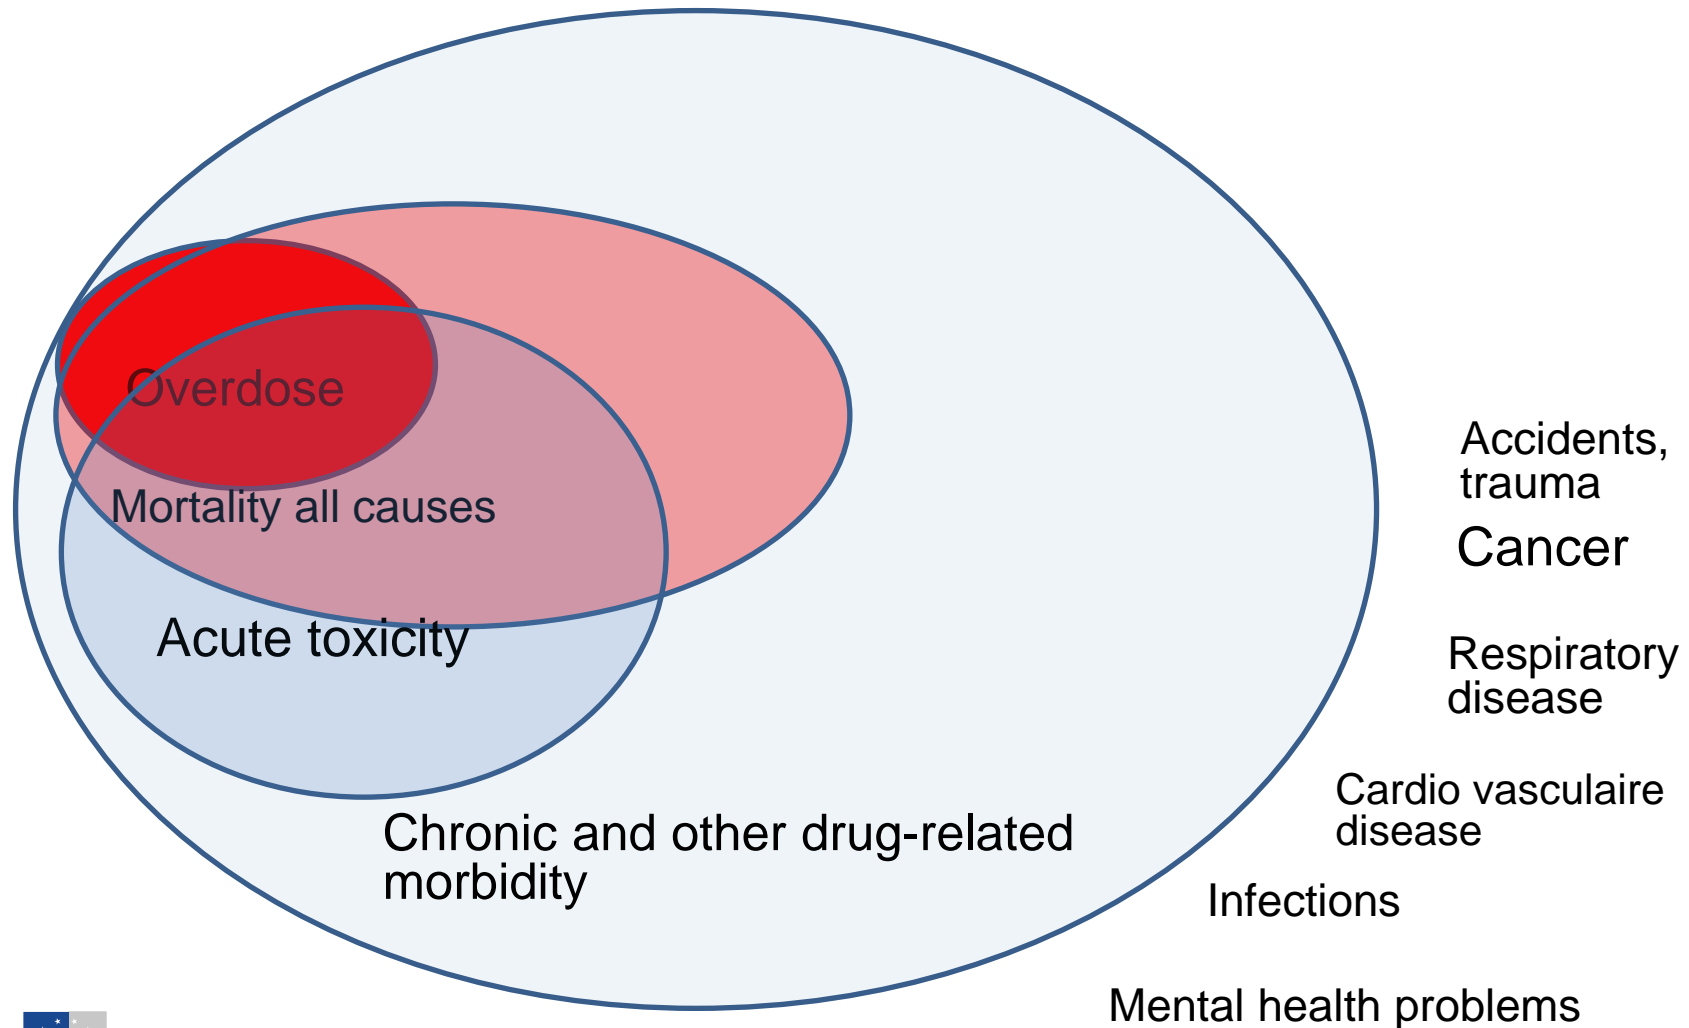 Overdose
Mortality all causes
Acute toxicity
Chronic and other drug-related
morbidity
Accidents,
trauma
Cancer
Respiratory
disease
Cardio vasculaire
disease
Infections
Mental health problems